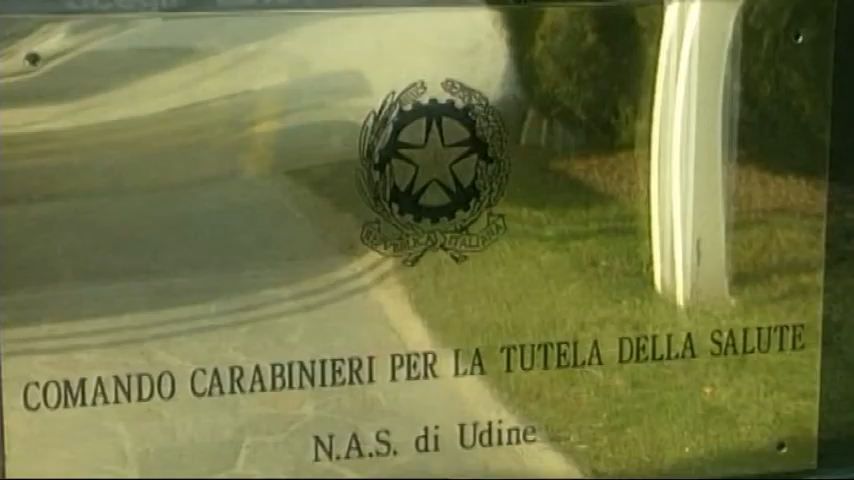 REPUBBLICA ITALIANA
COMANDO CARABINIERI PER LA TUTELA DELLA SALUTE
N.A.S. di Udine